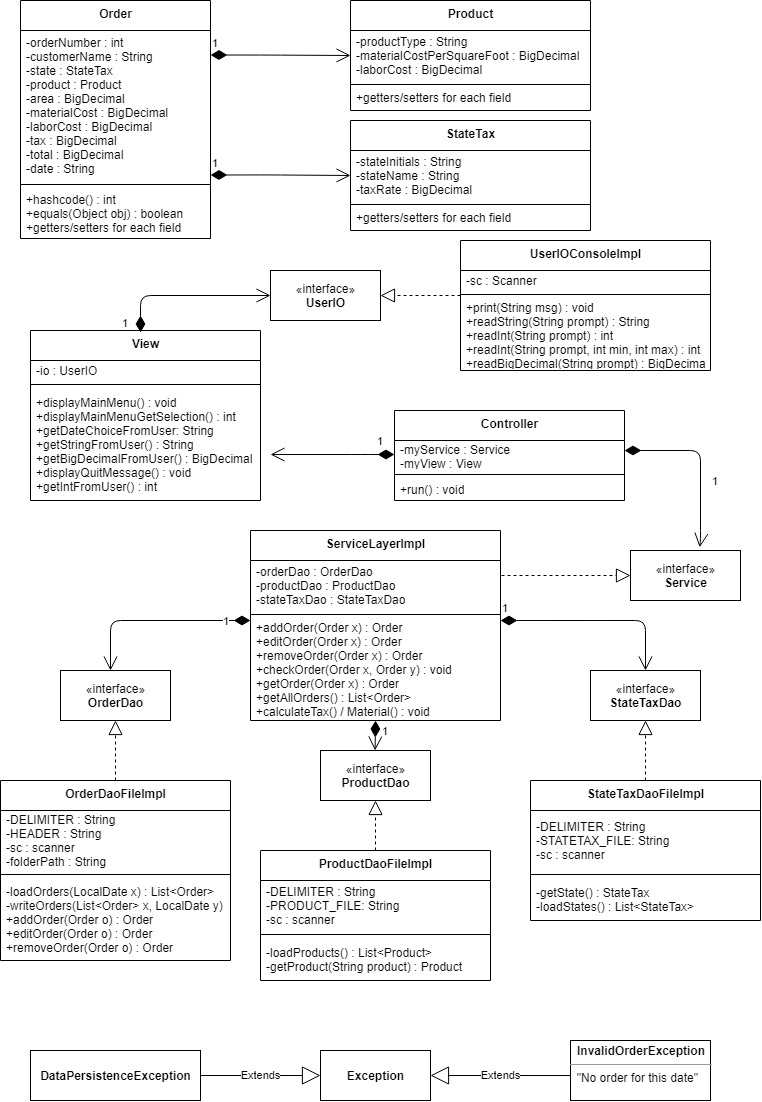 Order
-orderNumber : int
-customerName : String
-state : StateTax
-product : Product
-area : BigDecimal
-materialCost : BigDecimal
-laborCost : BigDecimal
-tax : BigDecimal
-total : BigDecimal
-date : String
+hashcode() : int
+equals(Object obj) : boolean
+getters/setters for each field
1
1
Product
-productType : String
-materialCostPerSquareFoot : BigDecimal
-laborCost : BigDecimal
+getters/setters for each field
StateTax
-stateInitials : String
-stateName : String
-taxRate : BigDecimal
+getters/setters for each field
«interface»
UserIO
UserIOConsoleImpl
-sc : Scanner
+print(String msg) : void
+readString(String prompt) : String
+readInt(String prompt) : int
+readInt(String prompt, int min, int max) : int
+readBigDecimal(String prompt) : BigDecima
1
View
-io : UserIO
+displayMainMenu() : void
+displayMainMenuGetSelection() : int
+getDateChoiceFromUser: String
+getStringFromUser() : String
+getBigDecimalFromUser() : BigDecimal
+displayQuitMessage() : void
+getIntFromUser() : int
1
Controller
-myService : Service
-myView : View
+run() : void
1
ServiceLayerImpl
-orderDao : OrderDao
-productDao : ProductDao
-stateTaxDao : StateTaxDao
+addOrder(Order x) : Order
+editOrder(Order x) : Order
+removeOrder(Order x) : Order
+checkOrder(Order x, Order y) : void
+getOrder(Order x) : Order
+getAllOrders() : List<Order>
+calculateTax() / Material() : void
«interface»
Service
1
1
1
«interface»
OrderDao
«interface»
StateTaxDao
«interface»
ProductDao
OrderDaoFileImpl
-DELIMITER : String
-HEADER : String
-sc : scanner
-folderPath : String
-loadOrders(LocalDate x) : List<Order>
-writeOrders(List<Order> x, LocalDate y)
+addOrder(Order o) : Order
+editOrder(Order o) : Order
+removeOrder(Order o) : Order
ProductDaoFileImpl
-DELIMITER : String
-PRODUCT_FILE: String
-sc : scanner
-loadProducts() : List<Product>
-getProduct(String product) : Product
StateTaxDaoFileImpl
-DELIMITER : String
-STATETAX_FILE: String
-sc : scanner
-getState() : StateTax
-loadStates() : List<StateTax>
DataPersistenceException
Extends
Exception
Extends
InvalidOrderException
"No order for this date"